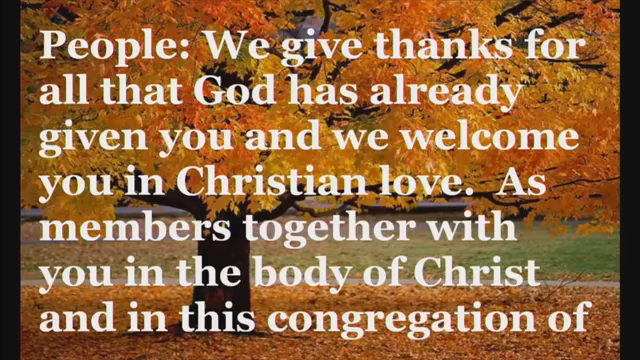 People: We give thanks for
all that God has already
given you and we welcome
you in Christian love.  As
members together with
you in the body of Christ
and in this congregation of